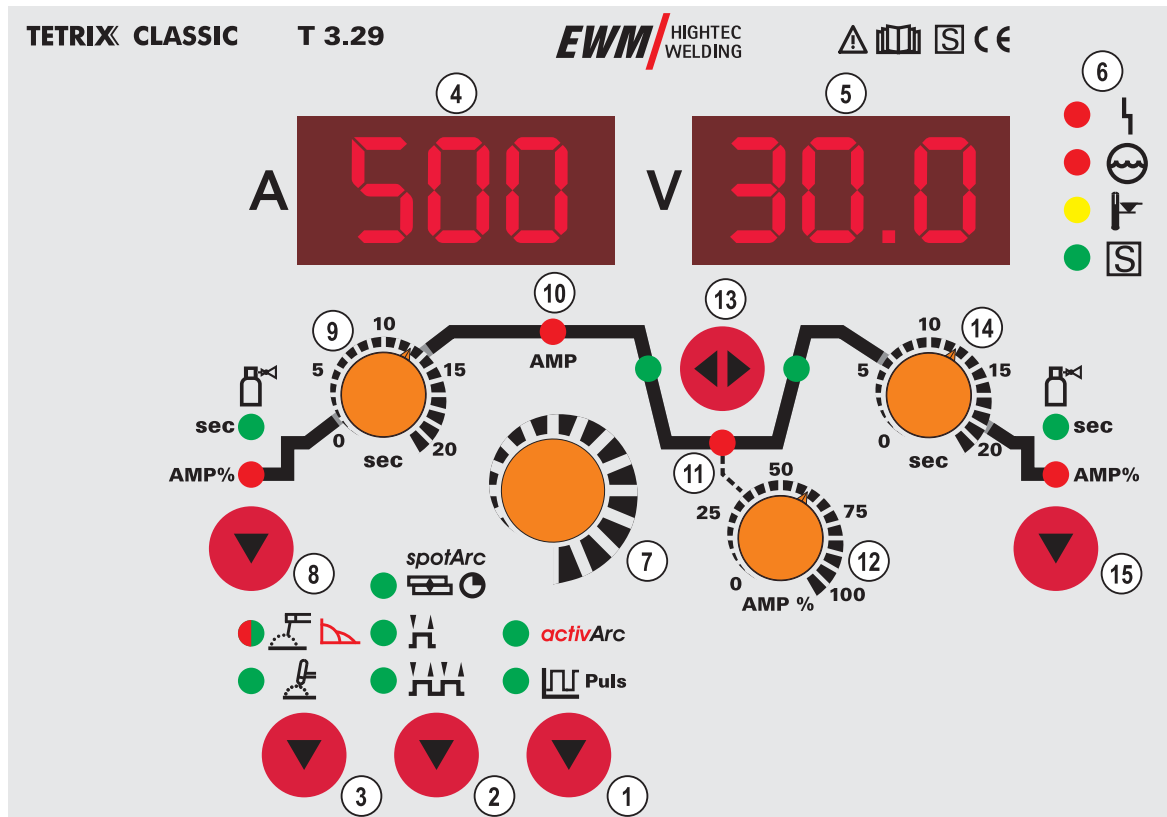 TETRIX CLASSIC T 3.29 EWM HIGHTEC WELDING S CE
4 5 6
A 500 V 30.0
S
10 13
9 10 14 10
5 15 AMP 5 15
sec 0 20 0 20 sec
sec sec
AMP% 11 50 AMP%
25 75
8 7 12 15
spotArc 0 100
AMP %
activArc
Puls
3 2 1